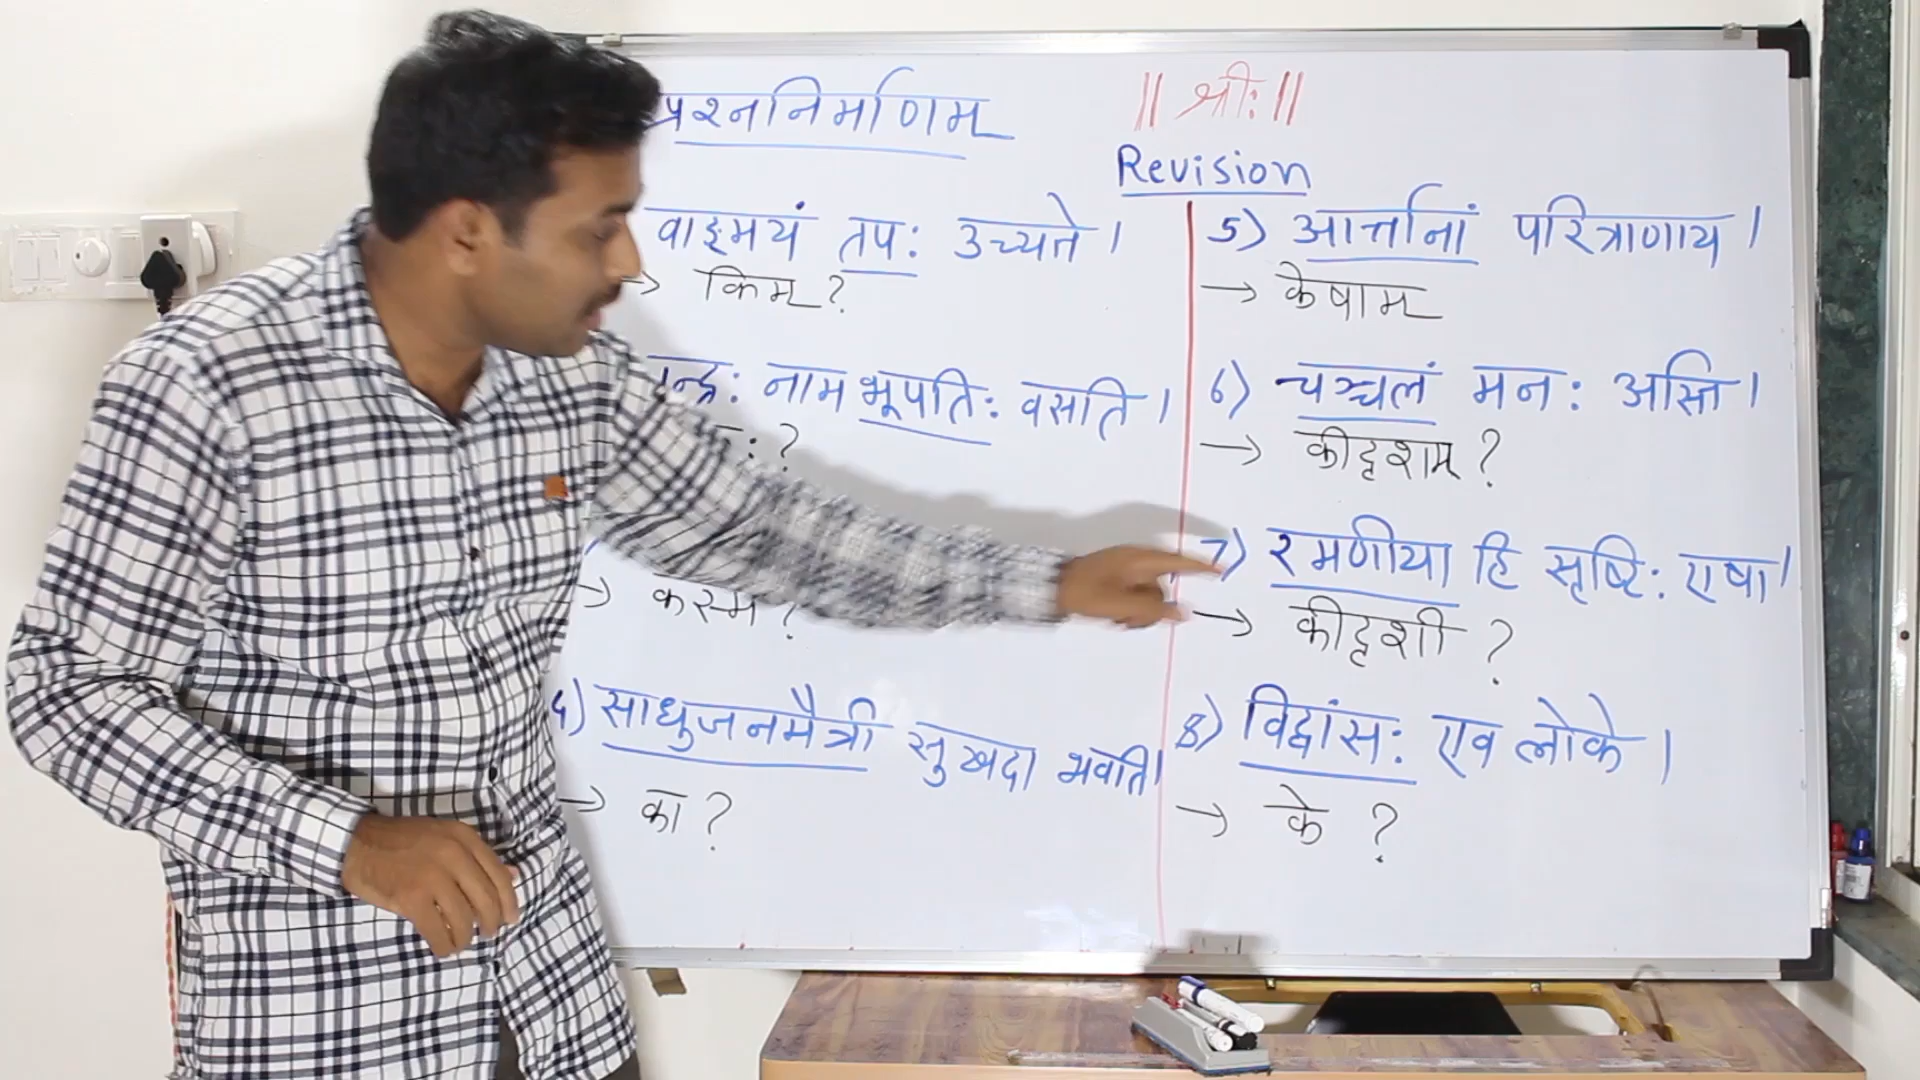 प्रश्ननिर्माणम्
|| श्रीः ||
Revision
वाङ्मयं तपः उच्यते ।
→ किम् ?
नाम भूपतिः वसति ।
: ?
→ कस्मै ?
4) साधुजनमैत्री सुखदा भवति ।
→ का ?
5) आर्त्तानां परित्राणाय ।
→ केषाम्
6) चञ्चलं मनः अस्ति ।
→ कीदृशम् ?
7) रमणीया हि सृष्टिः एषा ।
→ कीदृशी ?
8) विद्वांसः एव लोके ।
→ के ?